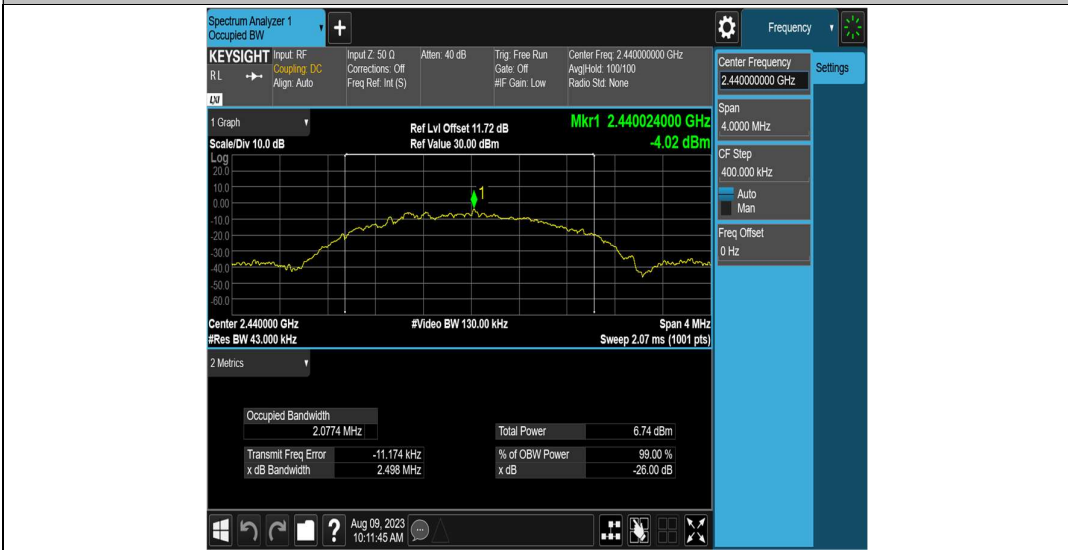 Spectrum Analyzer 1
Occupied BW
+
Frequency
KEYSIGHT
RL
LXI
Input: RF
Coupling: DC
Align: Auto
Input Z: 50 Ω
Corrections: Off
Freq Ref: Int (S)
Atten: 40 dB
Trig: Free Run
Gate: Off
#IF Gain: Low
Center Freq: 2.440000000 GHz
Avg|Hold: 100/100
Radio Std: None
Center Frequency
2.440000000 GHz
Settings
Span
4.0000 MHz
CF Step
400.000 kHz
Auto
Man
Freq Offset
0 Hz
1 Graph
Ref Lvl Offset 11.72 dB
Mkr1 2.440024000 GHz
Scale/Div 10.0 dB
Ref Value 30.00 dBm
-4.02 dBm
Log
20.0
10.0
0.00
-10.0
-20.0
-30.0
-40.0
-50.0
-60.0
1
Center 2.440000 GHz
#Video BW 130.00 kHz
Span 4 MHz
#Res BW 43.000 kHz
Sweep 2.07 ms (1001 pts)
2 Metrics
Occupied Bandwidth
2.0774 MHz
Total Power
6.74 dBm
Transmit Freq Error
-11.174 kHz
% of OBW Power
99.00 %
x dB Bandwidth
2.498 MHz
x dB
-26.00 dB
?
Aug 09, 2023
10:11:45 AM